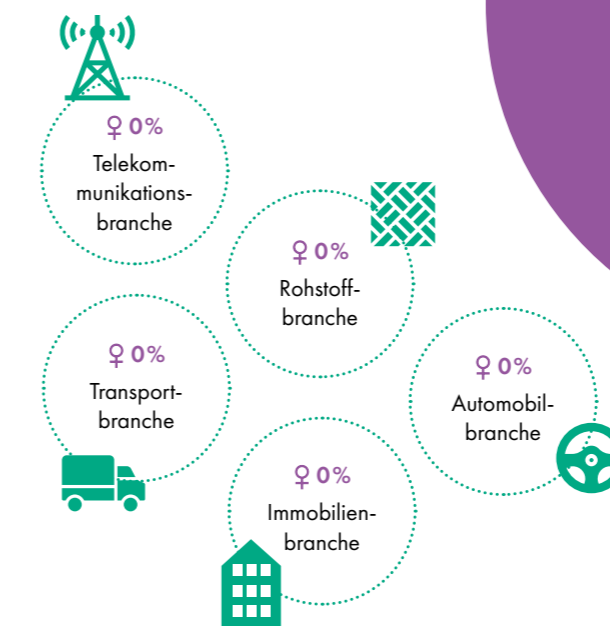 ♀ 0%
Telekom-
munikations-
branche
♀ 0%
Rohstoff-
branche
♀ 0%
Transport-
branche
♀ 0%
Automobil-
branche
♀ 0%
Immobilien-
branche